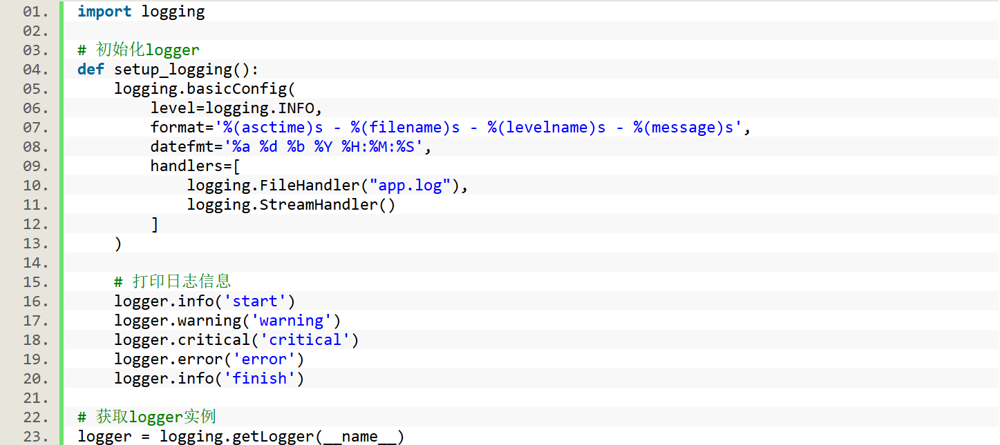 01. import logging
02.
03. # 初始化logger
04. def setup_logging():
05.     logging.basicConfig(
06.         level=logging.INFO,
07.         format='%(asctime)s - %(filename)s - %(levelname)s - %(message)s',
08.         datefmt='%a %d %b %Y %H:%M:%S',
09.         handlers=[
10.             logging.FileHandler("app.log"),
11.             logging.StreamHandler()
12.         ]
13.     )
14.
15.     # 打印日志信息
16.     logger.info('start')
17.     logger.warning('warning')
18.     logger.critical('critical')
19.     logger.error('error')
20.     logger.info('finish')
21.
22. # 获取logger实例
23. logger = logging.getLogger(__name__)